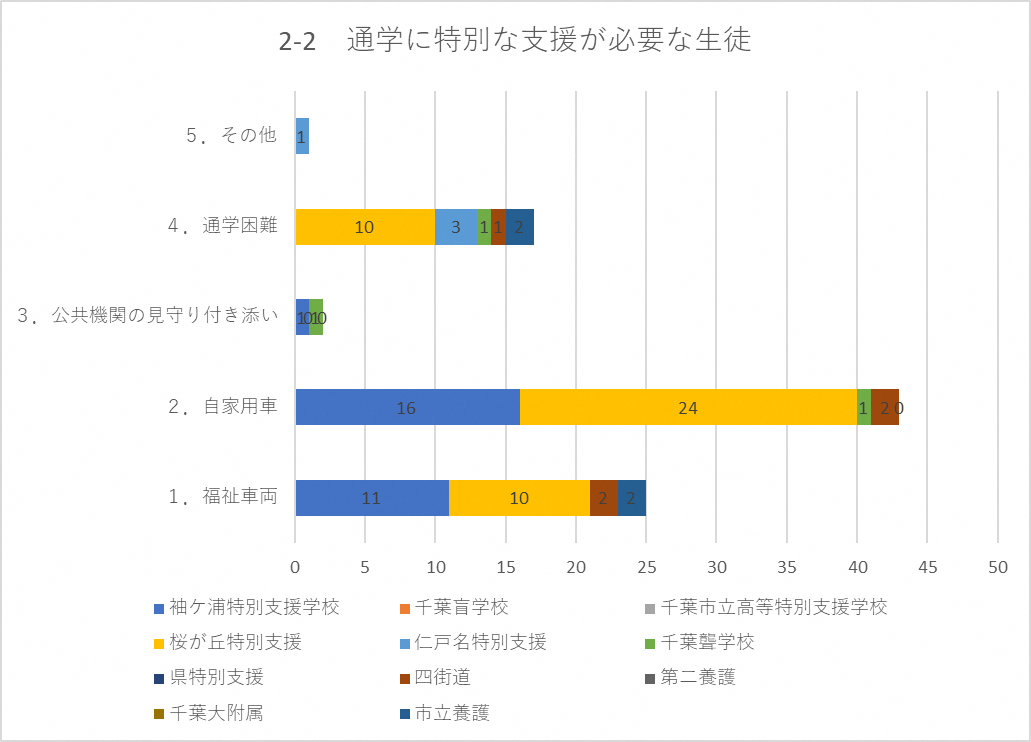 2-2　通学に特別な支援が必要な生徒
5．その他
1
4．通学困難
10 3 1 1 2
3．公共機関の見守り付き添い
1 0 1 0
2．自家用車
16 24 1 2 0
1．福祉車両
11 10 2 2
0 5 10 15 20 25 30 35 40 45 50
袖ケ浦特別支援学校 千葉盲学校 千葉市立高等特別支援学校
桜が丘特別支援 仁戸名特別支援 千葉聾学校
県特別支援 四街道 第二養護
千葉大附属 市立養護